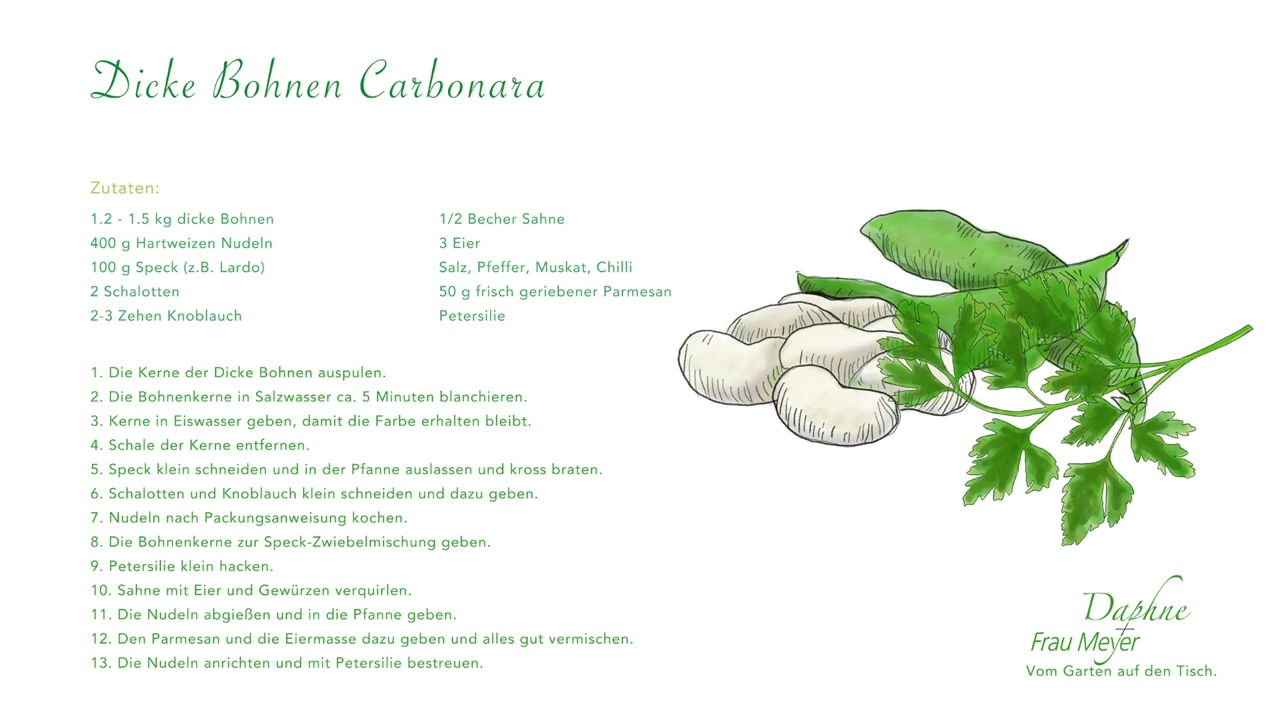 Dicke Bohnen Carbonara
Zutaten:
1.2 - 1.5 kg dicke Bohnen
400 g Hartweizen Nudeln
100 g Speck (z.B. Lardo)
2 Schalotten
2-3 Zehen Knoblauch
1/2 Becher Sahne
3 Eier
Salz, Pfeffer, Muskat, Chilli
50 g frisch geriebener Parmesan
Petersilie
1. Die Kerne der Dicke Bohnen auspulen.
2. Die Bohnenkerne in Salzwasser ca. 5 Minuten blanchieren.
3. Kerne in Eiswasser geben, damit die Farbe erhalten bleibt.
4. Schale der Kerne entfernen.
5. Speck klein schneiden und in der Pfanne auslassen und kross braten.
6. Schalotten und Knoblauch klein schneiden und dazu geben.
7. Nudeln nach Packungsanweisung kochen.
8. Die Bohnenkerne zur Speck-Zwiebelmischung geben.
9. Petersilie klein hacken.
10. Sahne mit Eier und Gewürzen verquirlen.
11. Die Nudeln abgießen und in die Pfanne geben.
12. Den Parmesan und die Eiermasse dazu geben und alles gut vermischen.
13. Die Nudeln anrichten und mit Petersilie bestreuen.
Daphne
+
Frau Meyer
Vom Garten auf den Tisch.